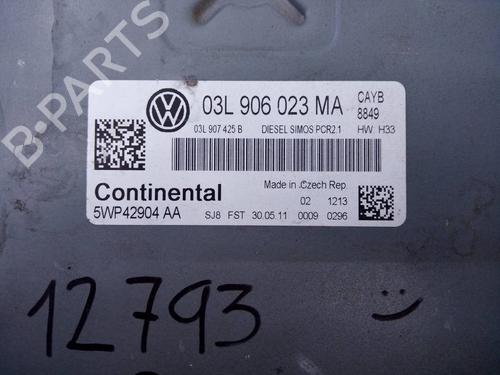 03L 906 023 MA CAYB
8849
03L 907 425 B DIESEL SIMOS PCR2.1 HW: H33
Continental
Made in Czech Rep.
02 1213
5WP42904 AA SJ8 FST 30.05.11 0009 0296
12793